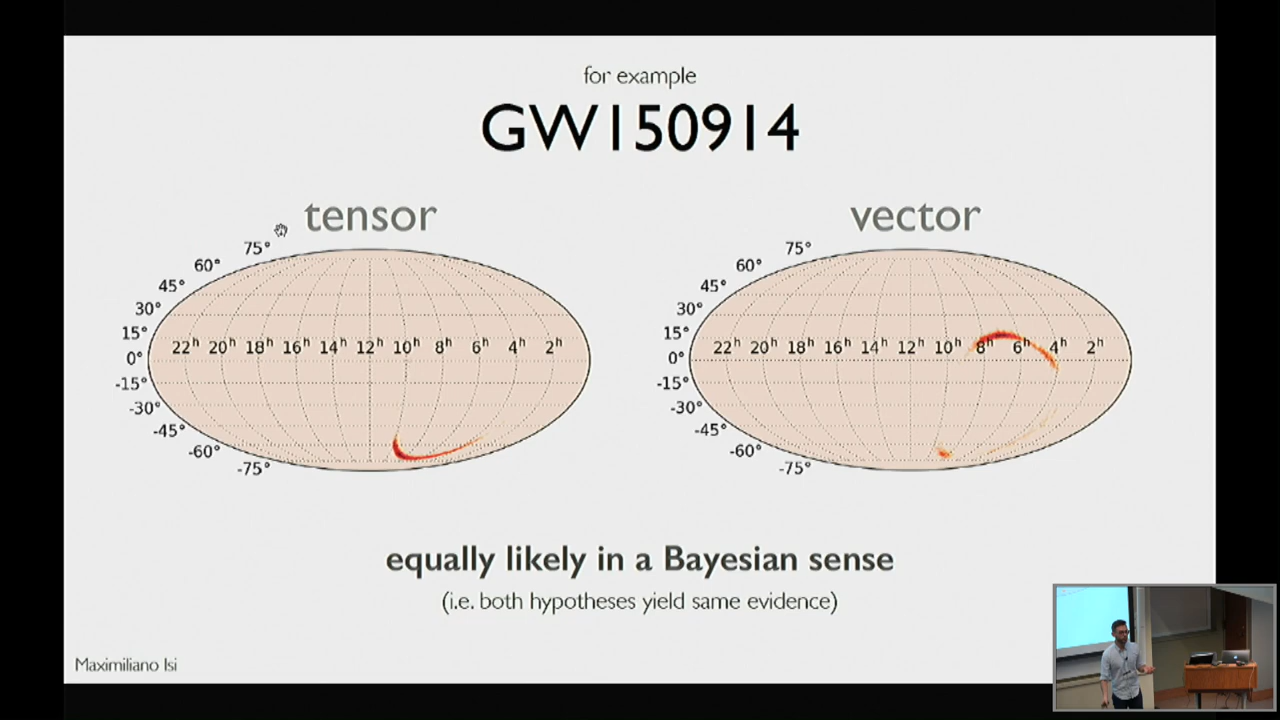 for example
GW150914
tensor
vector
75°
60°
45°
30°
15°
0°
-15°
-30°
-45°
-60°
-75°
22h 20h 18h 16h 14h 12h 10h 8h 6h 4h 2h
75°
60°
45°
30°
15°
0°
-15°
-30°
-45°
-60°
-75°
22h 20h 18h 16h 14h 12h 10h 8h 6h 4h 2h
equally likely in a Bayesian sense
(i.e. both hypotheses yield same evidence)
Maximiliano Isi